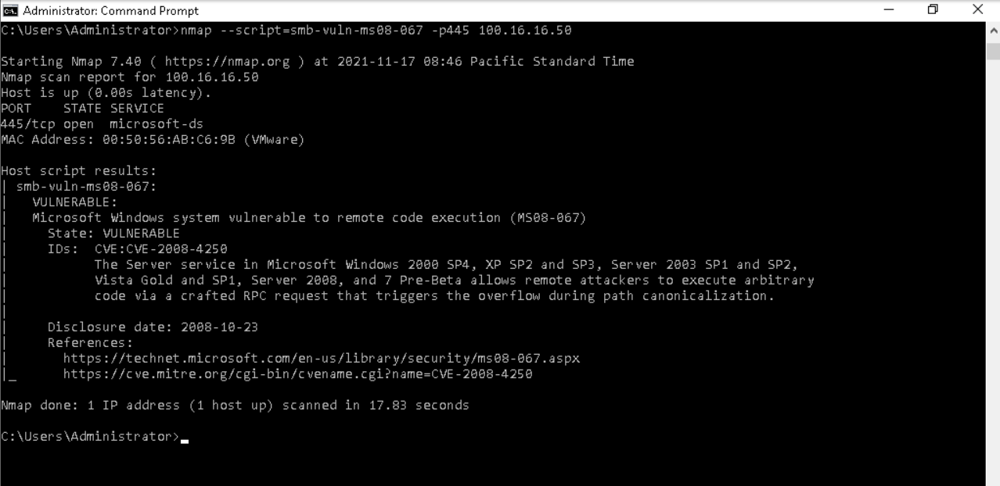 Administrator: Command Prompt
C:\Users\Administrator>nmap --script=smb-vuln-ms08-067 -p445 100.16.16.50
Starting Nmap 7.40 ( https://nmap.org ) at 2021-11-17 08:46 Pacific Standard Time
Nmap scan report for 100.16.16.50
Host is up (0.00s latency).
PORT    STATE SERVICE
445/tcp open  microsoft-ds
MAC Address: 00:50:56:AB:C6:9B (VMware)
Host script results:
| smb-vuln-ms08-067:
|   VULNERABLE:
|   Microsoft Windows system vulnerable to remote code execution (MS08-067)
|     State: VULNERABLE
|     IDs:  CVE:CVE-2008-4250
|           The Server service in Microsoft Windows 2000 SP4, XP SP2 and SP3, Server 2003 SP1 and SP2,
|           Vista Gold and SP1, Server 2008, and 7 Pre-Beta allows remote attackers to execute arbitrary
|           code via a crafted RPC request that triggers the overflow during path canonicalization.
|
|     Disclosure date: 2008-10-23
|     References:
|       https://technet.microsoft.com/en-us/library/security/ms08-067.aspx
|_      https://cve.mitre.org/cgi-bin/cvename.cgi?name=CVE-2008-4250
Nmap done: 1 IP address (1 host up) scanned in 17.83 seconds
C:\Users\Administrator>